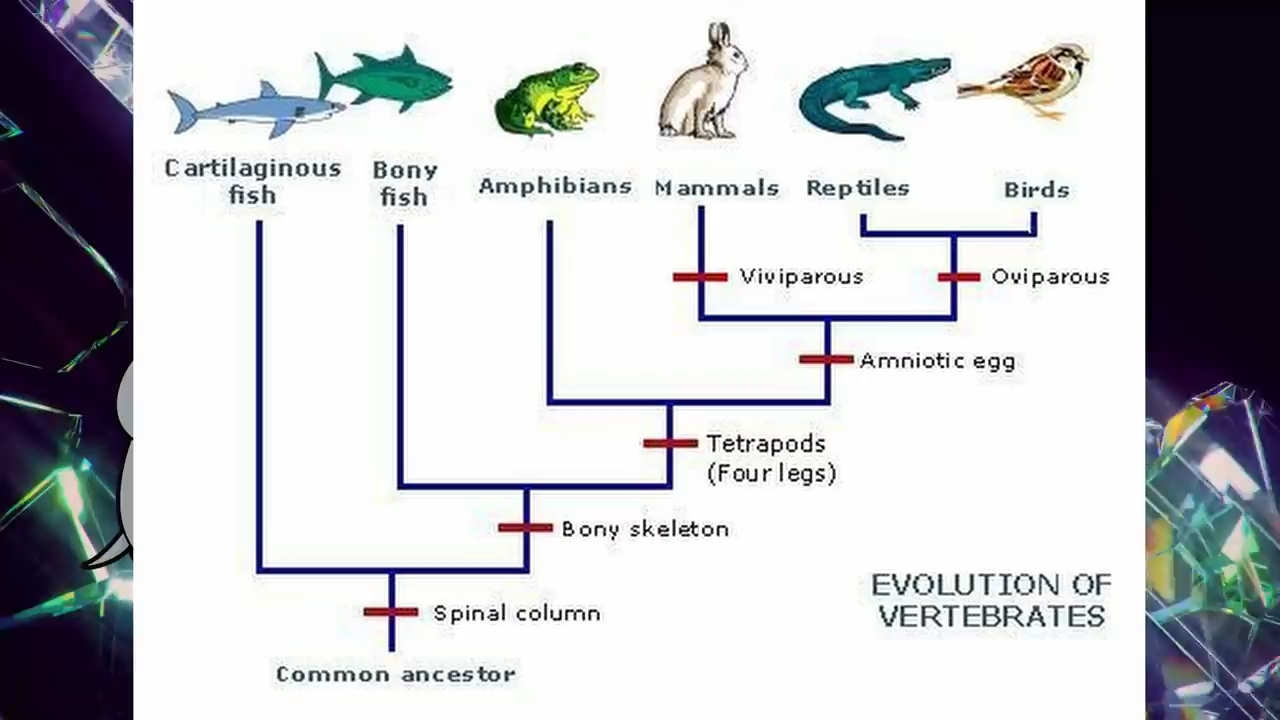 Cartilaginous
fish
Bony
fish
Amphibians
Mammals
Reptiles
Birds
Viviparous
Oviparous
Amniotic egg
Tetrapods
(Four legs)
Bony skeleton
Spinal column
EVOLUTION OF
VERTEBRATES
Common ancestor